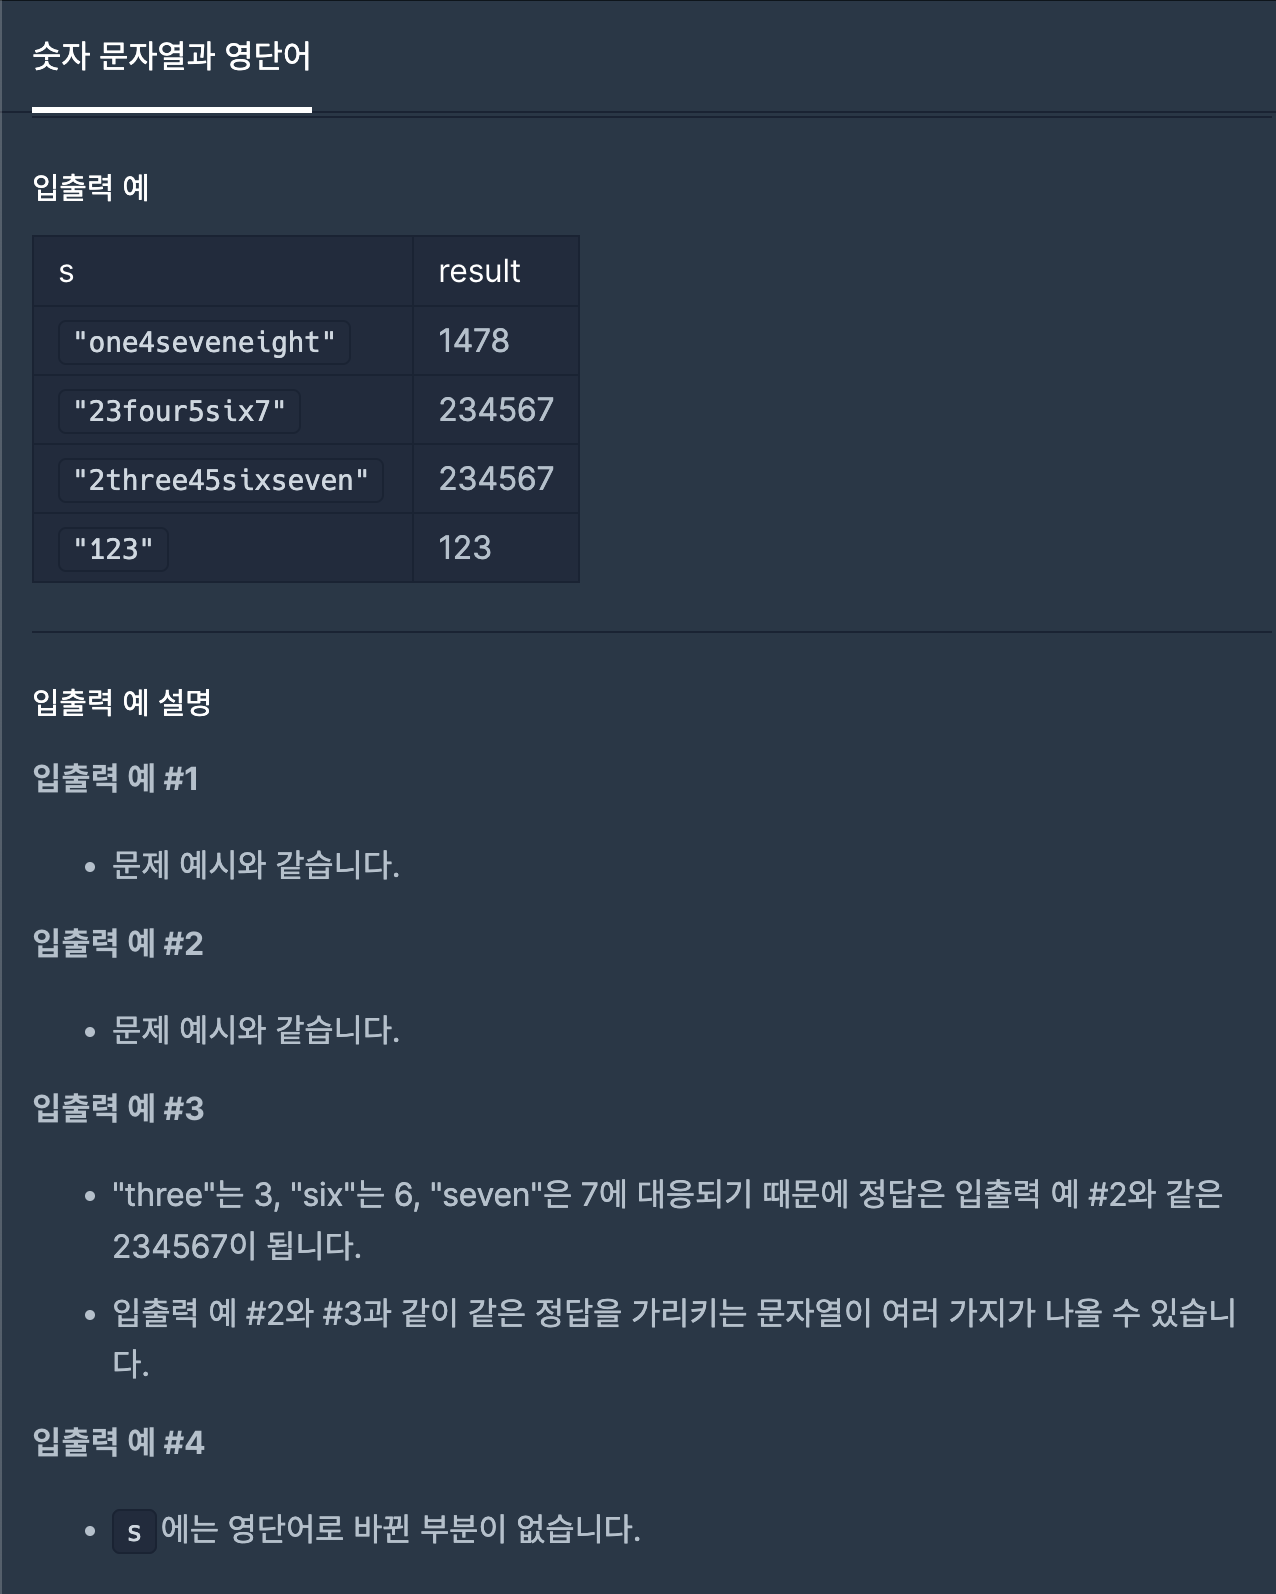 숫자 문자열과 영단어
입출력 예
s result
"one4seveneight" 1478
"23four5six7" 234567
"2three45sixseven" 234567
"123" 123
입출력 예 설명
입출력 예 #1
• 문제 예시와 같습니다.
입출력 예 #2
• 문제 예시와 같습니다.
입출력 예 #3
• "three"는 3, "six"는 6, "seven"은 7에 대응되기 때문에 정답은 입출력 예 #2와 같은
234567이 됩니다.
• 입출력 예 #2와 #3과 같이 같은 정답을 가리키는 문자열이 여러 가지가 나올 수 있습니
다.
입출력 예 #4
• s 에는 영단어로 바뀐 부분이 없습니다.